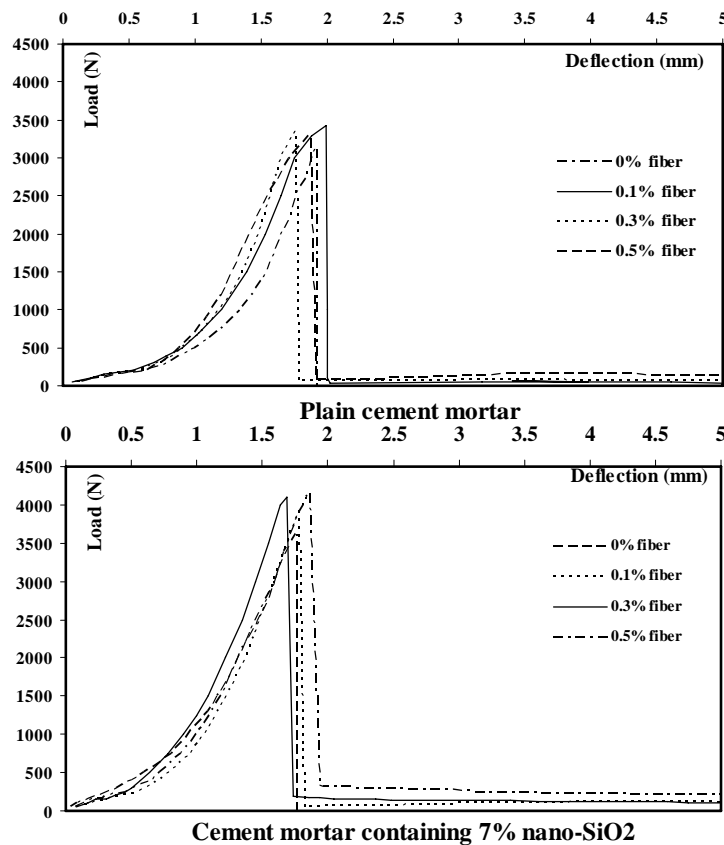 0 0.5 1 1.5 2 2.5 3 3.5 4 4.5 5
4500
Load (N)
Deflection (mm)
4000
3500
3000
2500
2000
1500
1000
500
0
0% fiber
0.1% fiber
0.3% fiber
0.5% fiber
Plain cement mortar
0 0.5 1 1.5 2 2.5 3 3.5 4 4.5 5
4500
Load (N)
Deflection (mm)
4000
3500
3000
2500
2000
1500
1000
500
0
0% fiber
0.1% fiber
0.3% fiber
0.5% fiber
Cement mortar containing 7% nano-SiO2